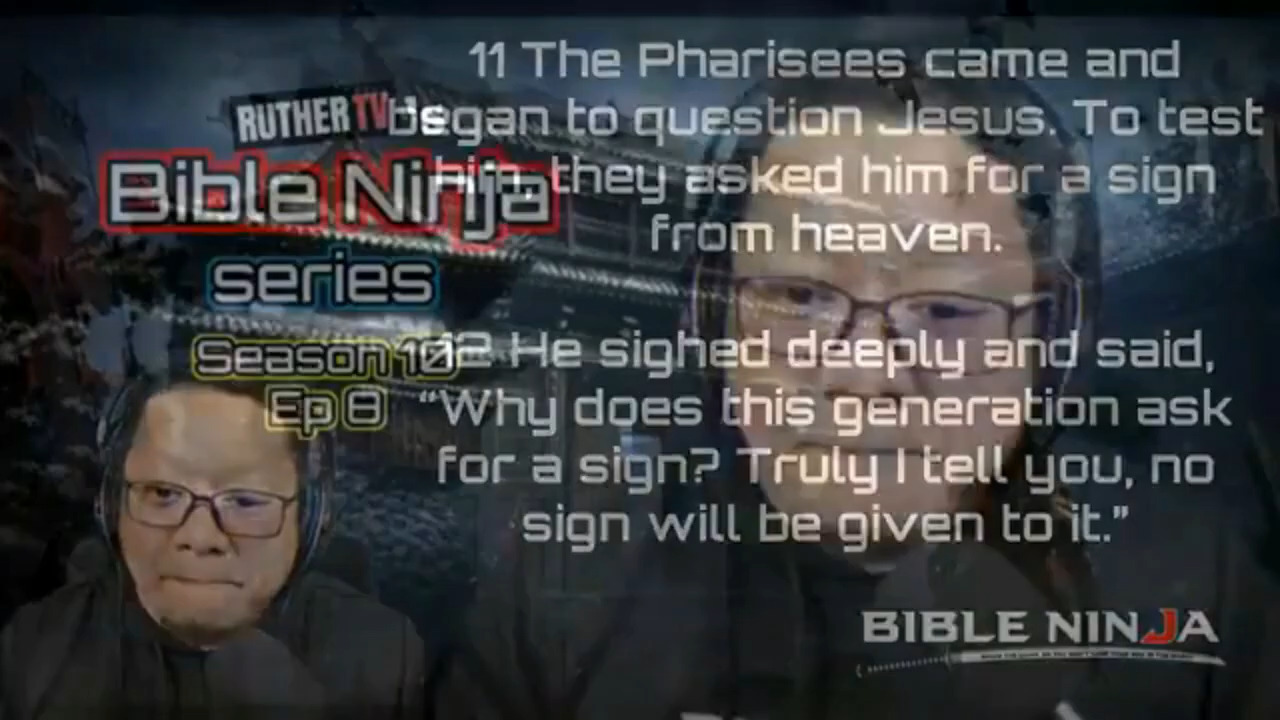 RUTHER TV's
Bible Ninja
series
Season 10
Ep 8
11 The Pharisees came and
began to question Jesus. To test
him, they asked him for a sign
from heaven.
12 He sighed deeply and said,
“Why does this generation ask
for a sign? Truly I tell you, no
sign will be given to it.”
BIBLE NINJA